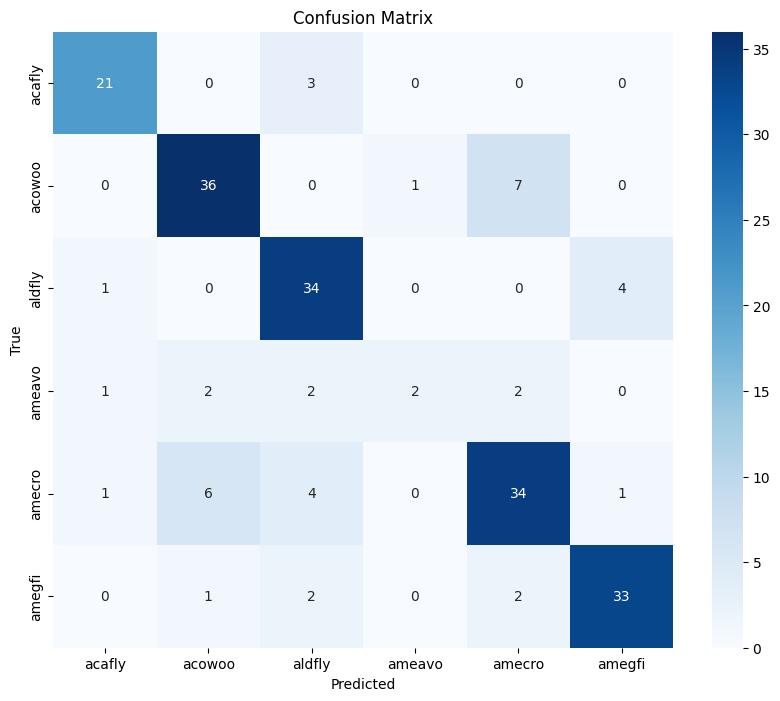 Confusion Matrix
True
acafly 21 0 3 0 0 0
acowoo 0 36 0 1 7 0
aldfly 1 0 34 0 0 4
ameavo 1 2 2 2 2 0
amecro 1 6 4 0 34 1
amegfi 0 1 2 0 2 33
acafly acowoo aldfly ameavo amecro amegfi
Predicted
35
30
25
20
15
10
5
0